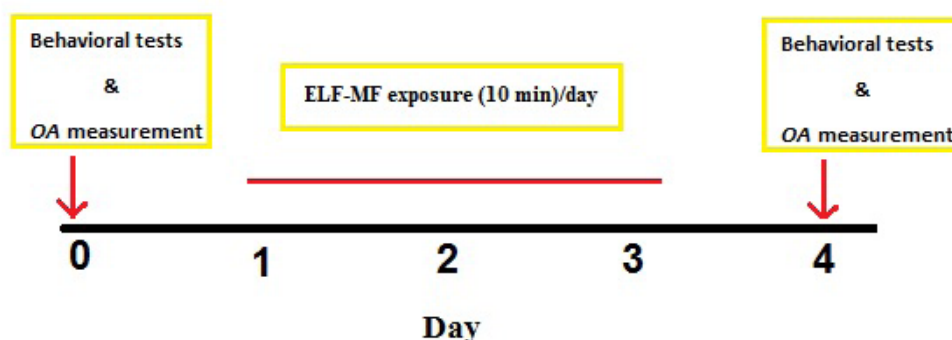 Behavioral tests
&
OA measurement
ELF-MF exposure (10 min)/day
Behavioral tests
&
OA measurement
0
1
2
3
4
Day